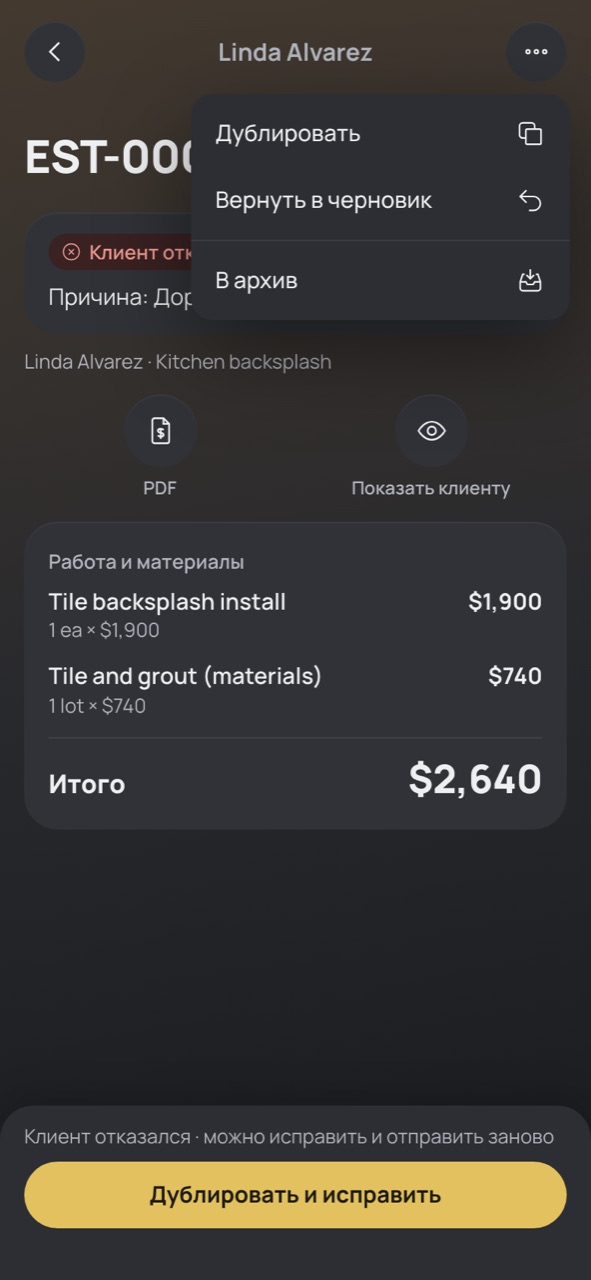 Linda Alvarez
Дублировать
EST-000
Вернуть в черновик
Клиент
В архив
Причина:
Linda Alvarez · Kitchen backsplash
PDF
Показать клиенту
Работа и материалы
Tile backsplash install $1,900
1 ea × $1,900
Tile and grout (materials) $740
1 lot × $740
Итого $2,640
Клиент отказался · можно исправить и отправить заново
Дублировать и исправить